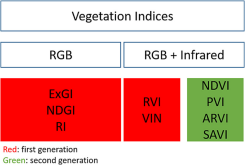 Vegetation Indices
RGB
RGB + Infrared
ExGI
NDGI
RI
RVI
VIN
NDVI
PVI
ARVI
SAVI
Red: first generation
Green: second generation